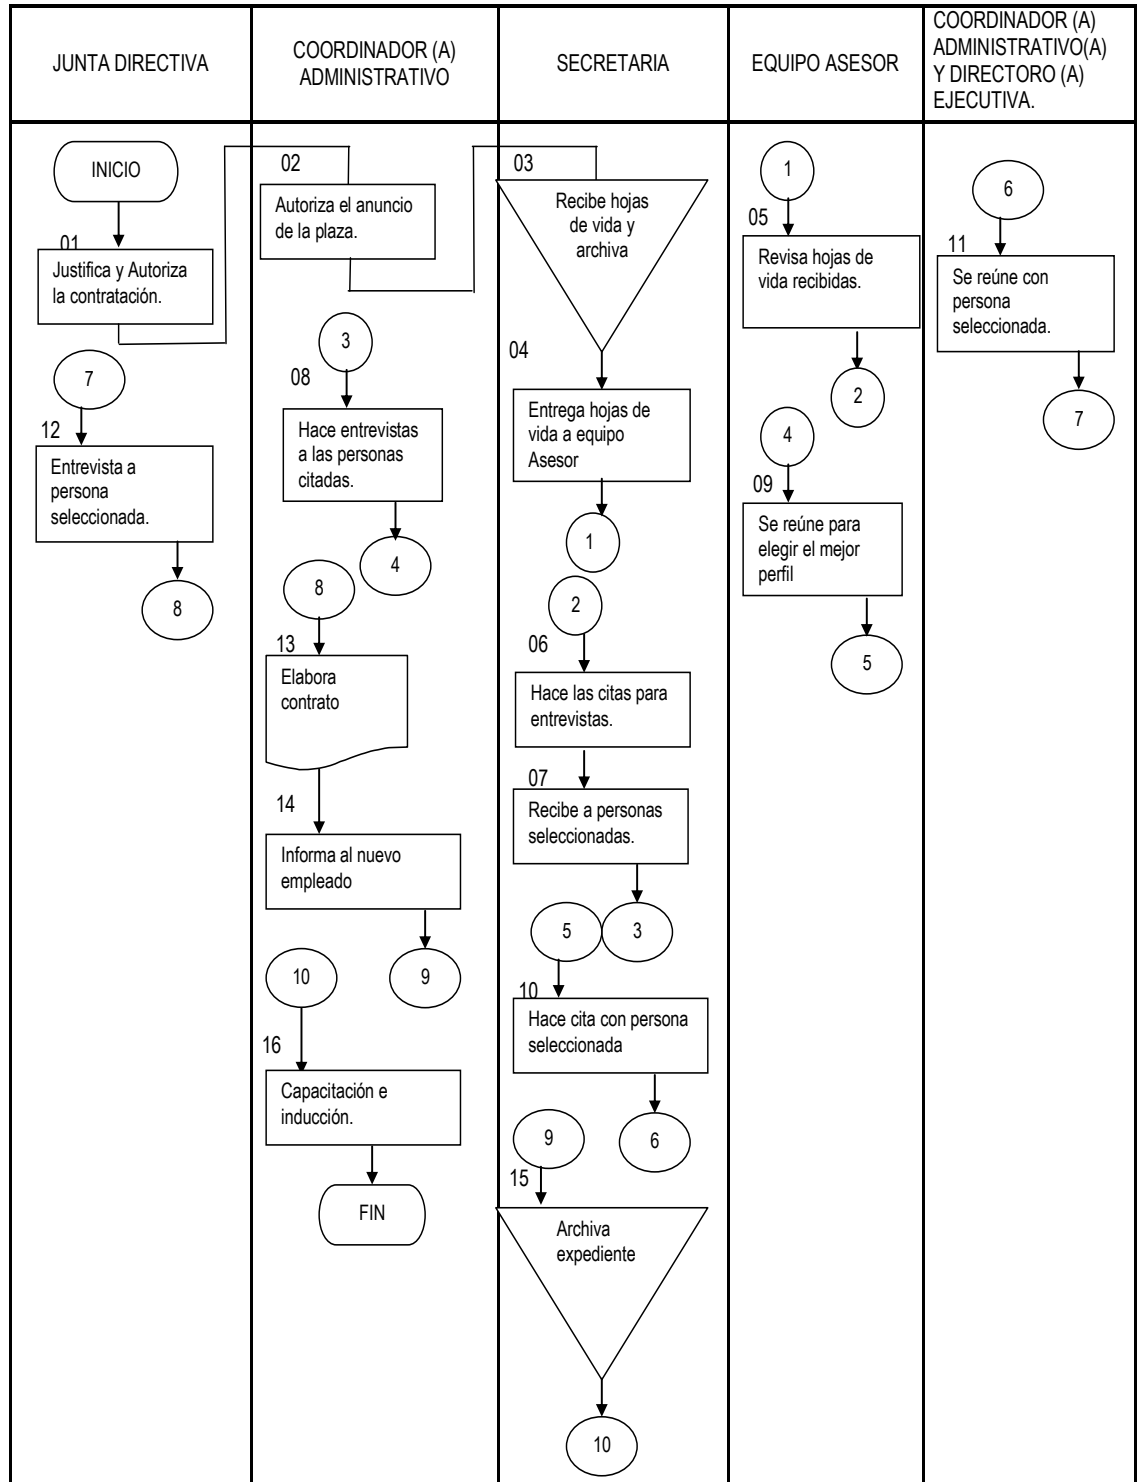 JUNTA DIRECTIVA
COORDINADOR (A)
ADMINISTRATIVO
SECRETARIA
EQUIPO ASESOR
COORDINADOR (A)
ADMINISTRATIVO(A)
Y DIRECTORO (A)
EJECUTIVA.
INICIO
01
Justifica y Autoriza
la contratación.
7
12
Entrevista a
persona
seleccionada.
8
02
Autoriza el anuncio
de la plaza.
3
08
Hace entrevistas
a las personas
citadas.
4
8
13
Elabora
contrato
14
Informa al nuevo
empleado
10
9
16
Capacitación e
inducción.
FIN
03
Recibe hojas
de vida y
archiva
04
Entrega hojas de
vida a equipo
Asesor
1
2
06
Hace las citas para
entrevistas.
07
Recibe a personas
seleccionadas.
5
3
10
Hace cita con persona
seleccionada
9
6
15
Archiva
expediente
10
1
05
Revisa hojas de
vida recibidas.
2
4
09
Se reúne para
elegir el mejor
perfil
5
6
11
Se reúne con
persona
seleccionada.
7